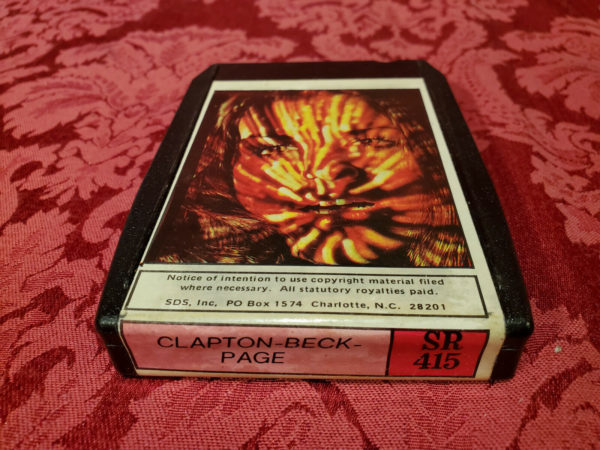 Notice of intention to use copyright material filed
where necessary. All statutory royalties paid.
SDS, Inc, PO Box 1574 Charlotte, N.C. 28201
CLAPTON-BECK-
PAGE
SR
415